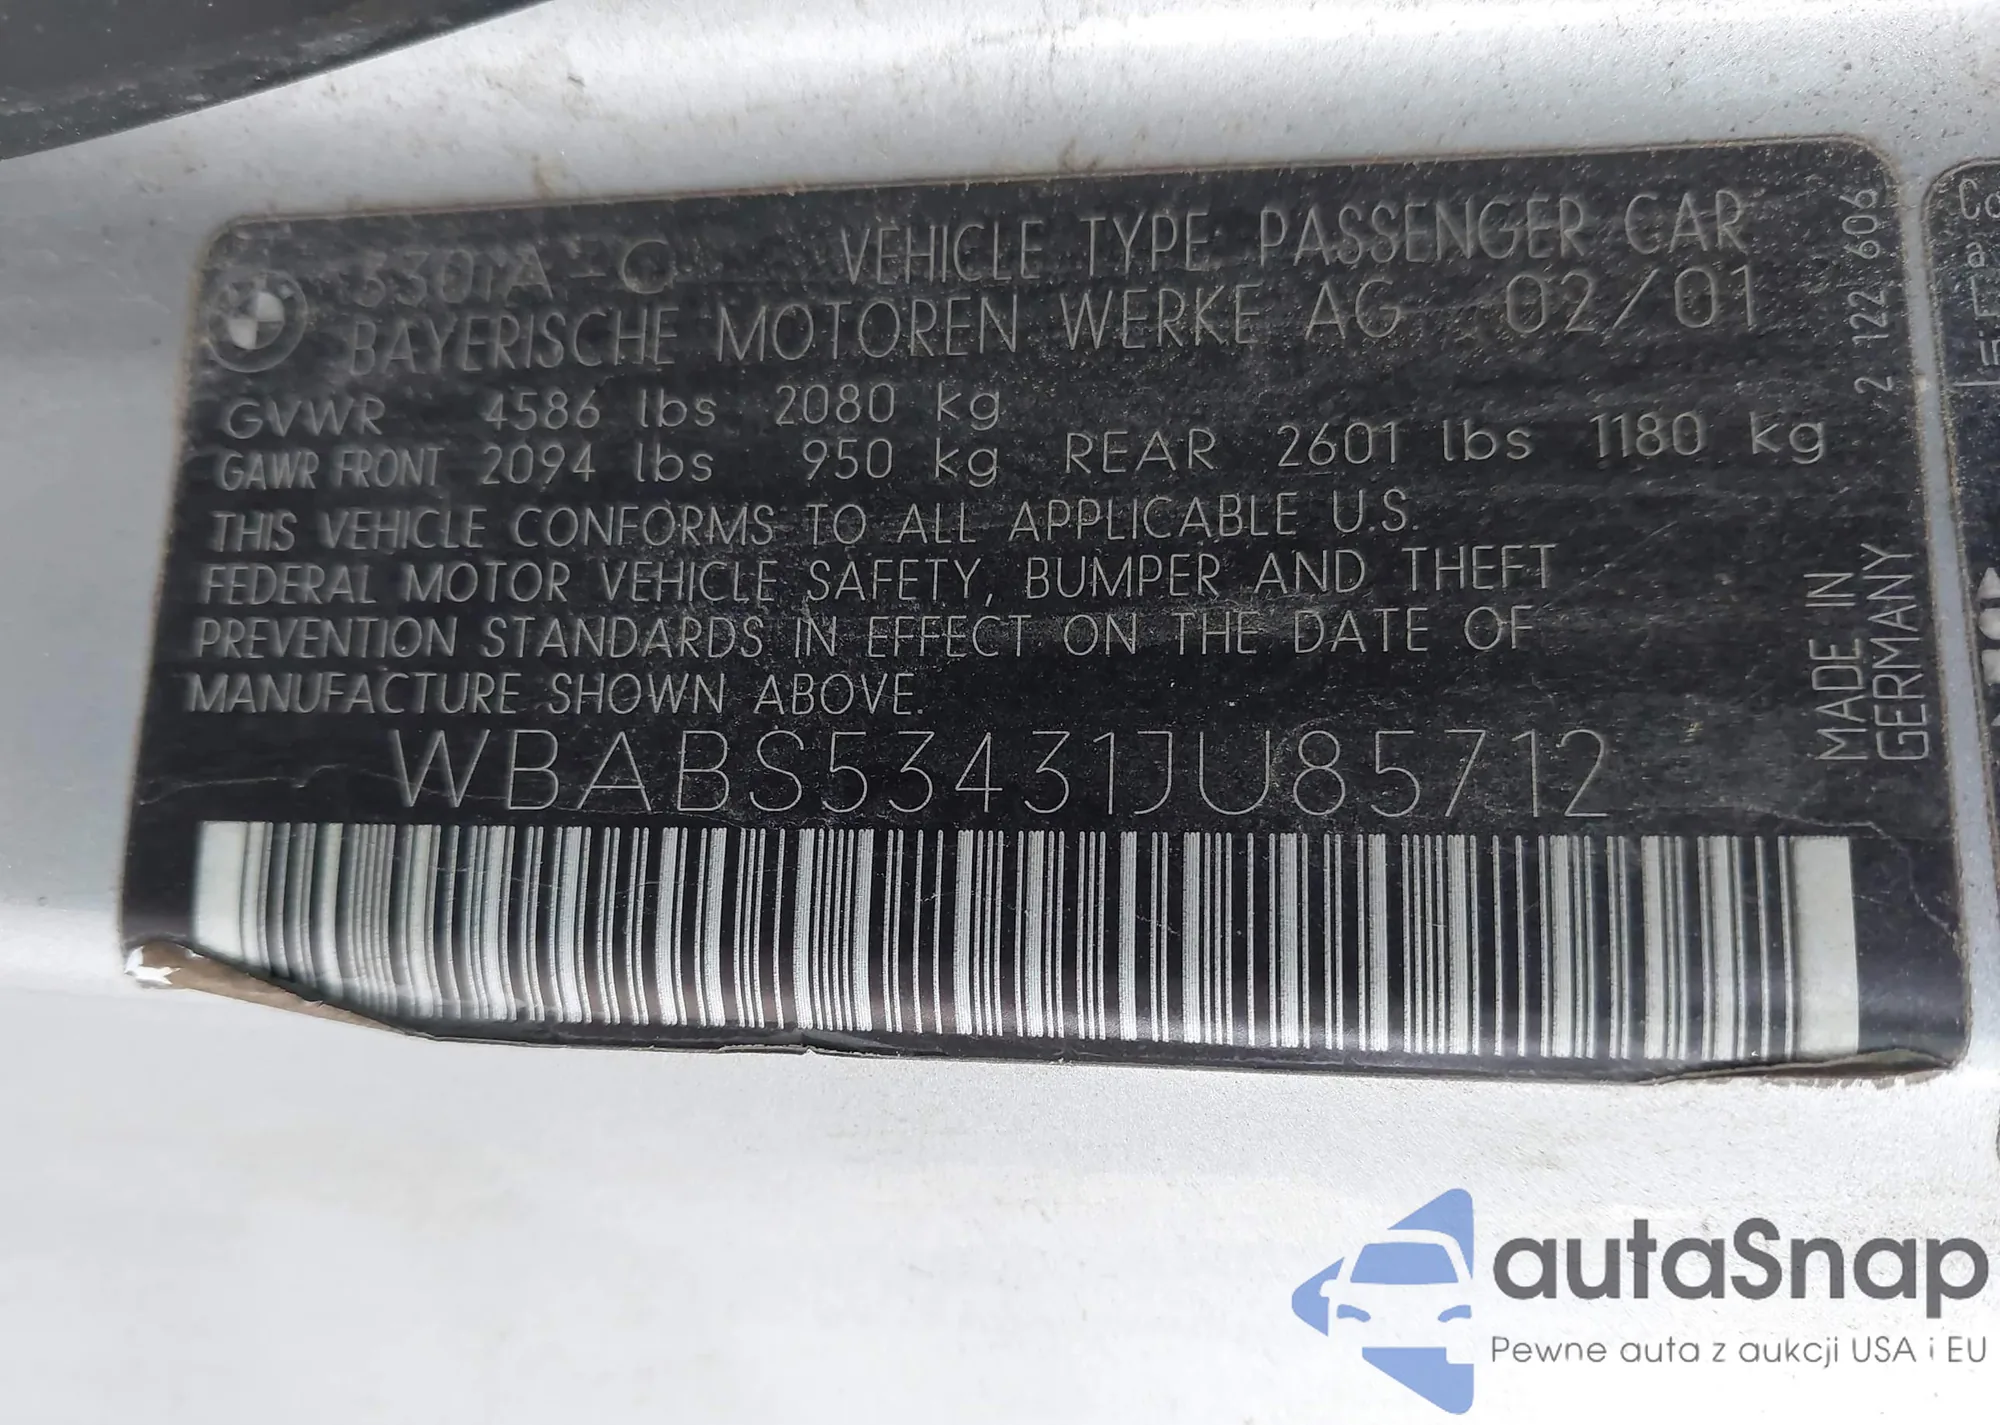 330iA - C VEHICLE TYPE: PASSENGER CAR
BAYERISCHE MOTOREN WERKE AG 02/01
GVWR 4586 lbs 2080 kg
GAWR FRONT 2094 lbs 950 kg REAR 2601 lbs 1180 kg
THIS VEHICLE CONFORMS TO ALL APPLICABLE U.S.
FEDERAL MOTOR VEHICLE SAFETY, BUMPER AND THEFT
PREVENTION STANDARDS IN EFFECT ON THE DATE OF
MANUFACTURE SHOWN ABOVE.
WBABS53431JU85712
MADE IN
GERMANY
2 122 606
autaSnap
Pewne auta z aukcji USA i EU